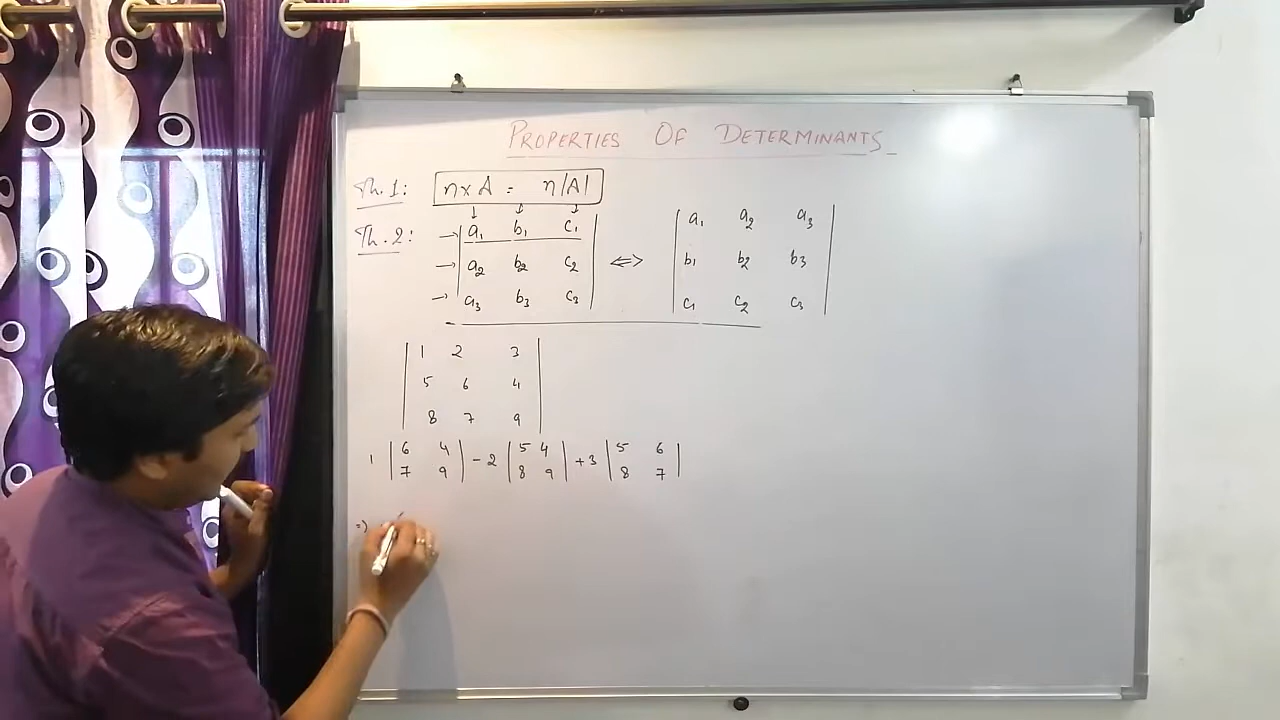 PROPERTIES OF DETERMINANTS
Th. 1: n x A = n|A|
Th. 2: → | a₁ b₁ c₁ | ⇔ | a₁ a₂ a₃ |
→ | a₂ b₂ c₂ | | b₁ b₂ b₃ |
→ | a₃ b₃ c₃ | | c₁ c₂ c₃ |
| 1 2 3 |
| 5 6 4 |
| 8 7 9 |
1 | 6 4 | - 2 | 5 4 | + 3 | 5 6 |
| 7 9 | | 8 9 | | 8 7 |
⇒